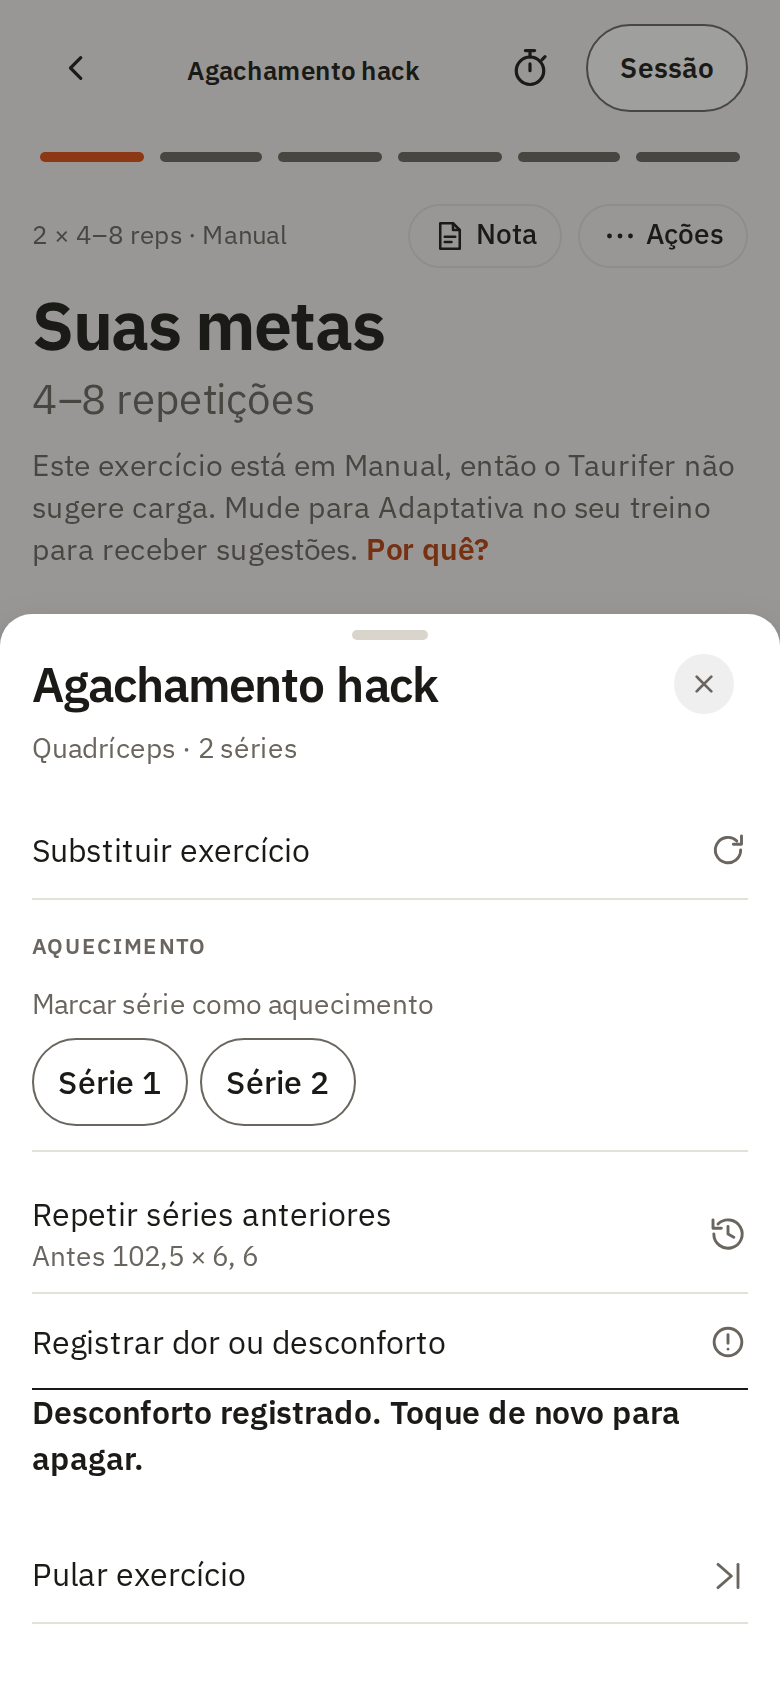 Agachamento hack
Sessão
2 × 4–8 reps · Manual
Nota
Ações
Suas metas
4–8 repetições
Este exercício está em Manual, então o Taurifer não
sugere carga. Mude para Adaptativa no seu treino
para receber sugestões. Por quê?
Agachamento hack
Quadríceps · 2 séries
Substituir exercício
AQUECIMENTO
Marcar série como aquecimento
Série 1
Série 2
Repetir séries anteriores
Antes 102,5 × 6, 6
Registrar dor ou desconforto
Desconforto registrado. Toque de novo para
apagar.
Pular exercício